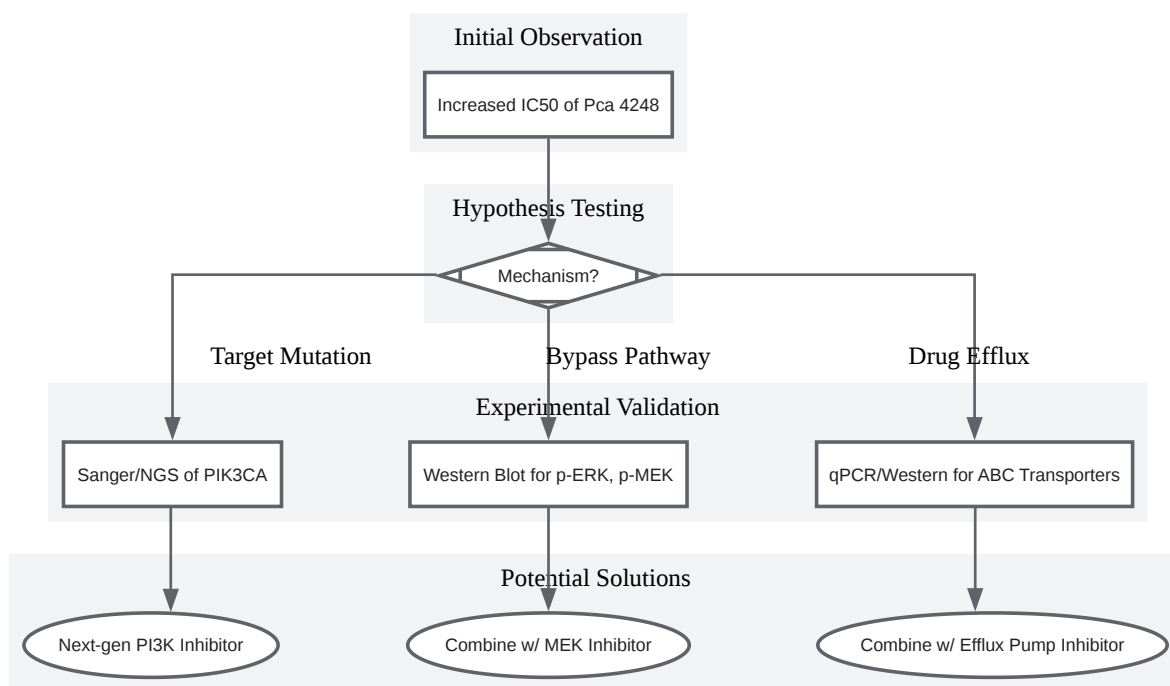 Initial Observation
Increased IC50 of Pca 4248
Hypothesis Testing
Mechanism?
Target Mutation
Bypass Pathway
Drug Efflux
Experimental Validation
Sanger/NGS of PIK3CA
Western Blot for p-ERK, p-MEK
qPCR/Western for ABC Transporters
Potential Solutions
Next-gen PI3K Inhibitor
Combine w/ MEK Inhibitor
Combine w/ Efflux Pump Inhibitor